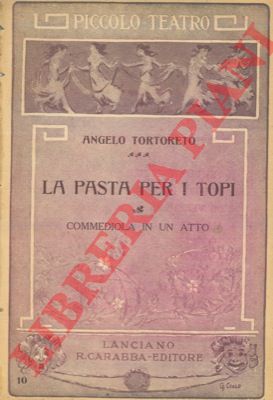 PICCOLO TEATRO
ANGELO TORTORETO
LA PASTA PER I TOPI
COMMEDIOLA IN UN ATTO
LIBRERIA PIANI
LANCIANO
R. CARABBA-EDITORE
10